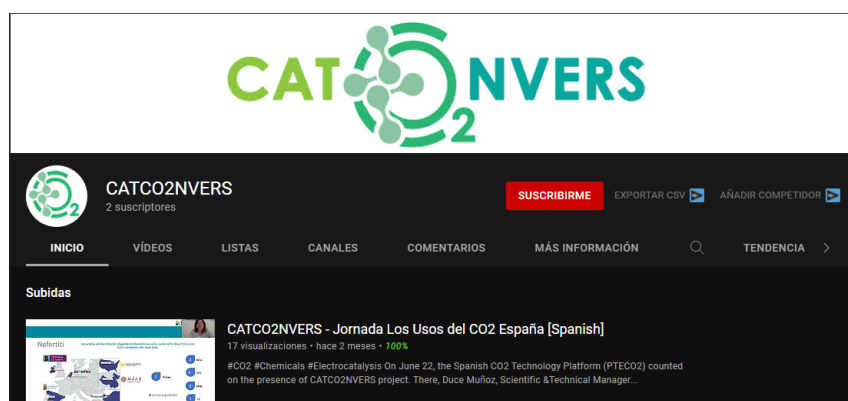 CAT NVERS
2
CATCO2NVERS
2 suscriptores
SUSCRIBIRME
EXPORTAR CSV
AÑADIR COMPETIDOR
INICIO
VÍDEOS
LISTAS
CANALES
COMENTARIOS
MÁS INFORMACIÓN
TENDENCIA
Subidas
Nefertiti
CATCO2NVERS - Jornada Los Usos del CO2 España [Spanish]
17 visualizaciones • hace 2 meses • 100%
#CO2 #Chemicals #Electrocatalysis On June 22, the Spanish CO2 Technology Platform (PTECO2) counted
on the presence of CATCO2NVERS project. There, Duce Muñoz, Scientific &Technical Manager...